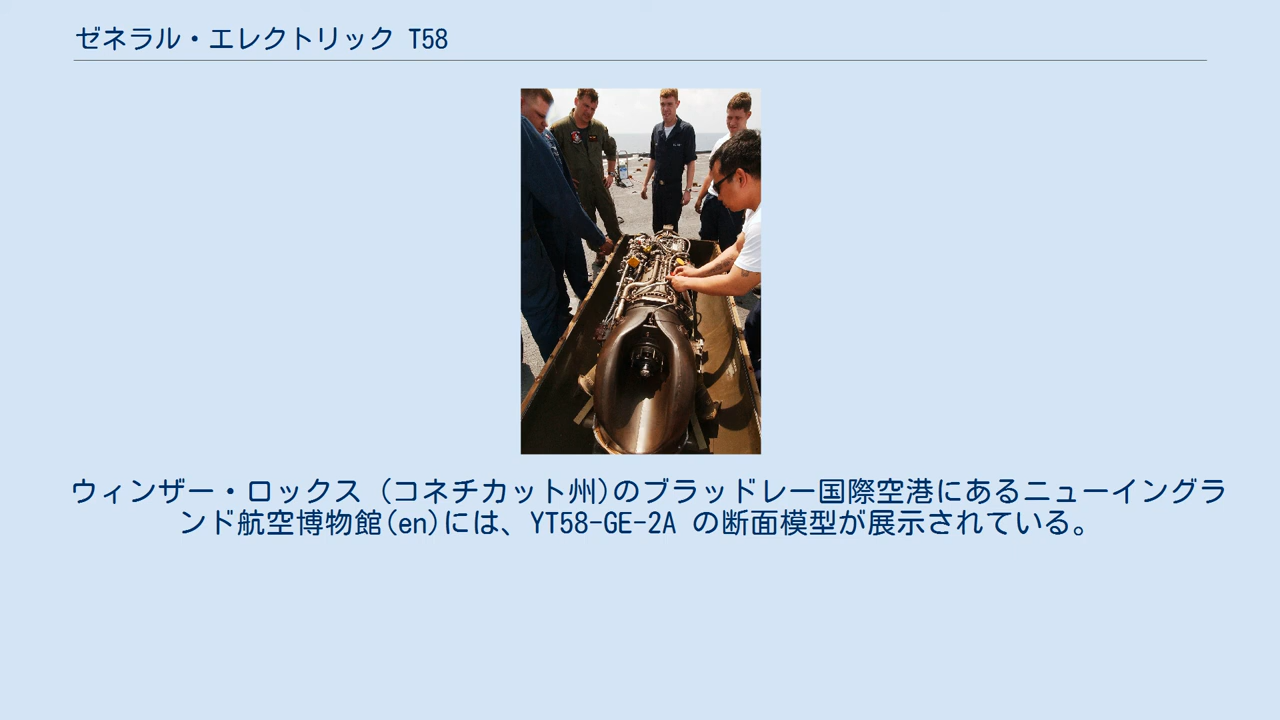 ゼネラル・エレクトリック T58
ウィンザー・ロックス (コネチカット州)のブラッドレー国際空港にあるニューイングラ
ンド航空博物館(en)には、YT58-GE-2A の断面模型が展示されている。